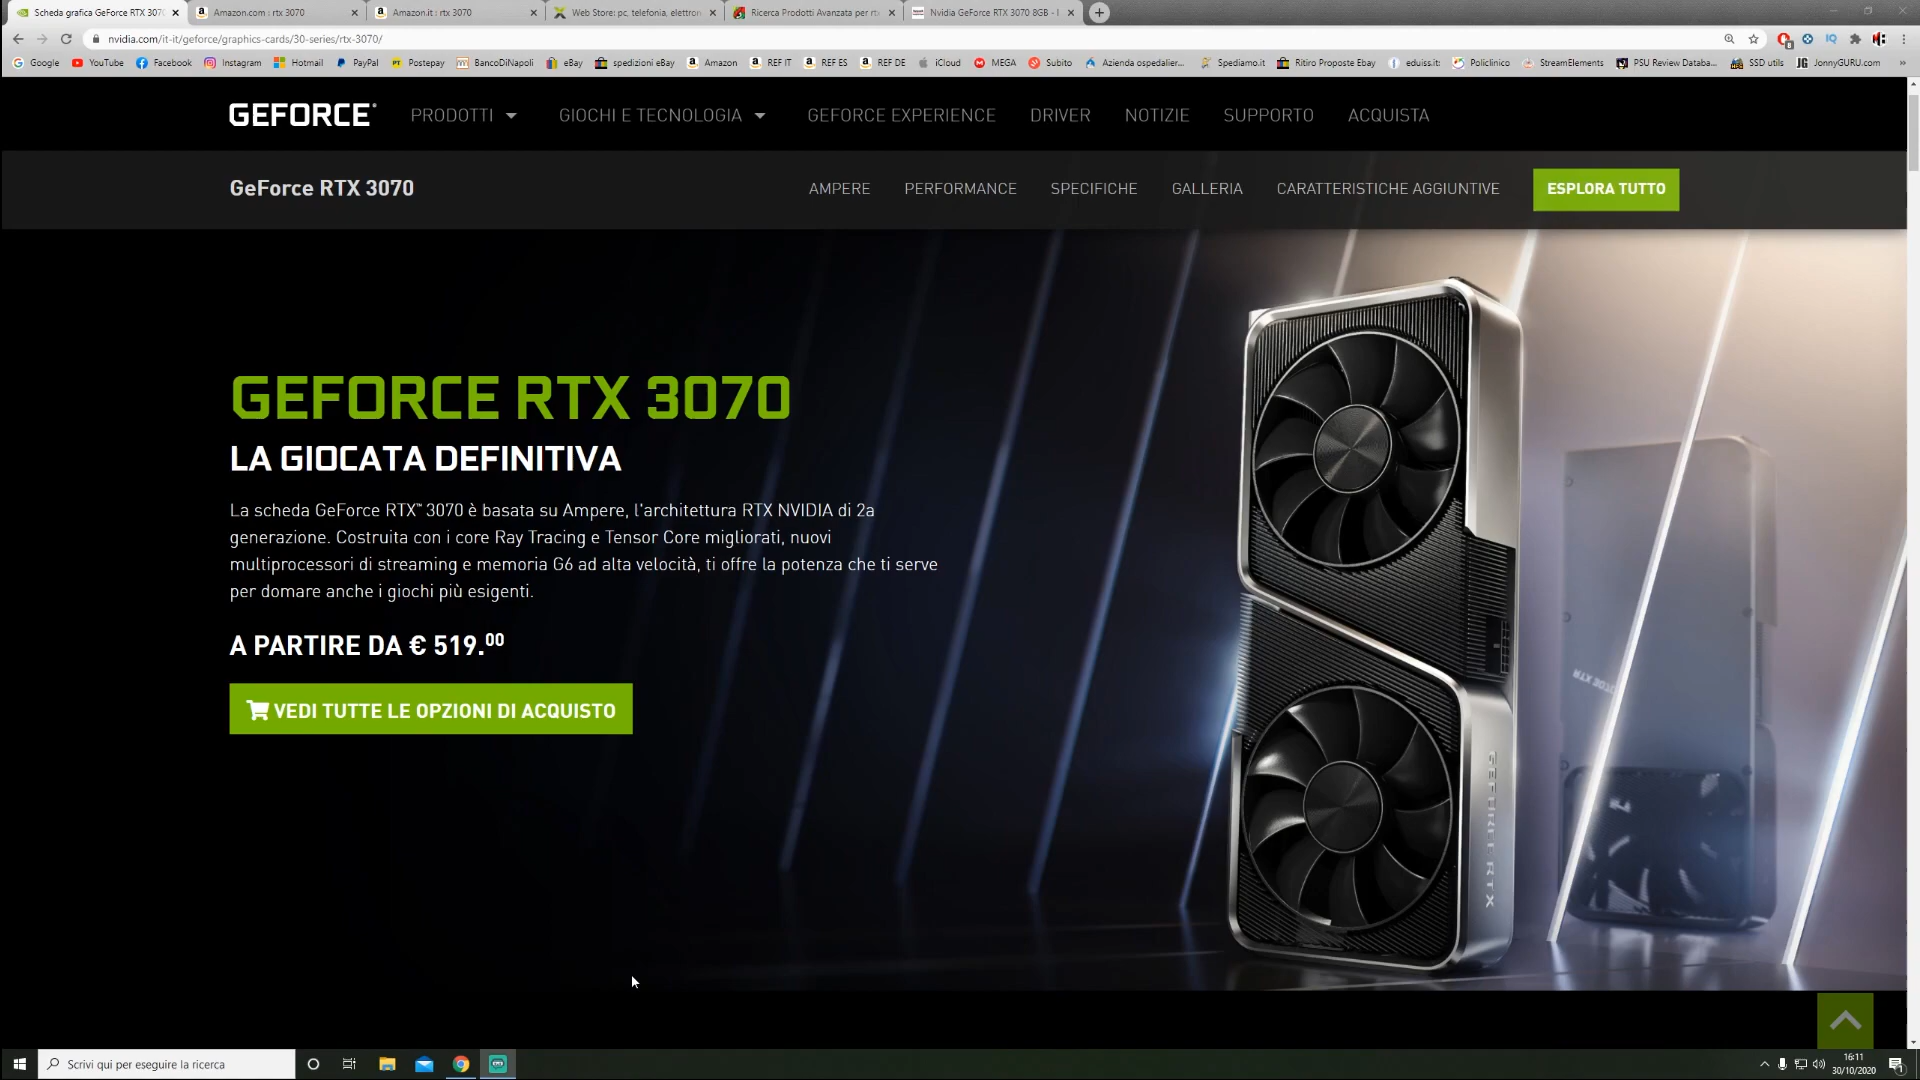 Scheda grafica GeForce RTX 307
Amazon.com : rtx 3070
Amazon.it : rtx 3070
Web Store: pc, telefonia, elettron
Ricerca Prodotti Avanzata per rt
Nvidia GeForce RTX 3070 8GB - I
nvidia.com/it-it/geforce/graphics-cards/30-series/rtx-3070/
Google YouTube Facebook Instagram Hotmail PayPal Postepay BancoDiNapoli eBay spedizioni eBay Amazon REF IT REF ES REF DE iCloud MEGA Subito Azienda ospedalier... Spediamo.it Ritiro Proposte Ebay eduiss.it: Policlinico StreamElements PSU Review Databa... SSD utils JonnyGURU.com »
GEFORCE PRODOTTI GIOCHI E TECNOLOGIA GEFORCE EXPERIENCE DRIVER NOTIZIE SUPPORTO ACQUISTA
GeForce RTX 3070 AMPERE PERFORMANCE SPECIFICHE GALLERIA CARATTERISTICHE AGGIUNTIVE ESPLORA TUTTO
GEFORCE RTX 3070
LA GIOCATA DEFINITIVA
La scheda GeForce RTX™ 3070 è basata su Ampere, l'architettura RTX NVIDIA di 2a
generazione. Costruita con i core Ray Tracing e Tensor Core migliorati, nuovi
multiprocessori di streaming e memoria G6 ad alta velocità, ti offre la potenza che ti serve
per domare anche i giochi più esigenti.
A PARTIRE DA € 519.00
VEDI TUTTE LE OPZIONI DI ACQUISTO
RTX 3070
GEFORCE RTX
Scrivi qui per eseguire la ricerca
16:11
30/10/2020